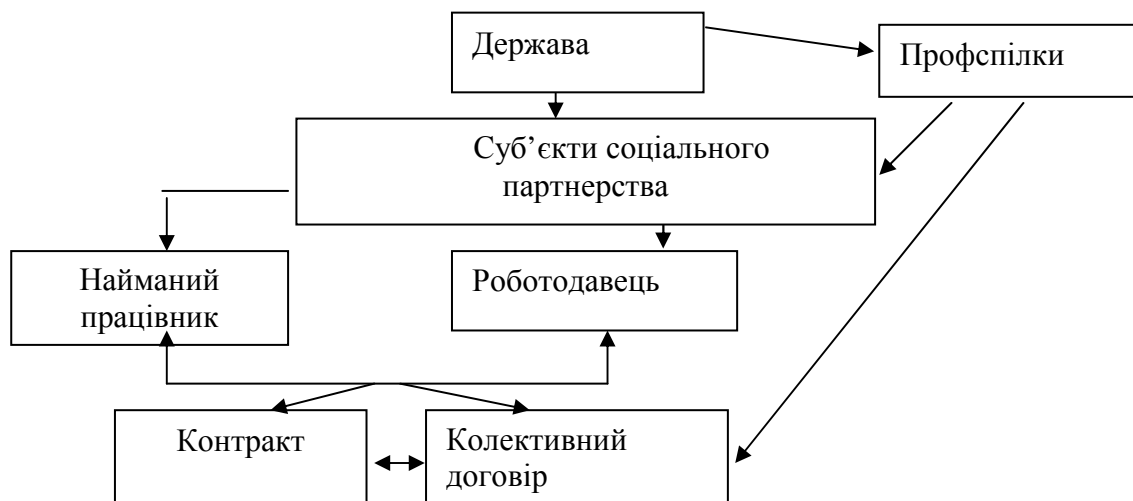 Держава
Профспілки
Суб’єкти соціального
партнерства
Найманий
працівник
Роботодавець
Контракт
Колективний
договір